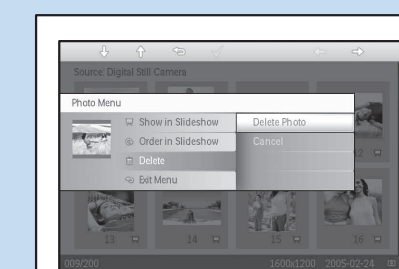 Source: Digital Still Camera
Photo Menu
Show in Slideshow
Delete Photo
Order in Slideshow
Cancel
Delete
Exit Menu
12
13
14
15
16
009/200
1600x1200
2005-02-24